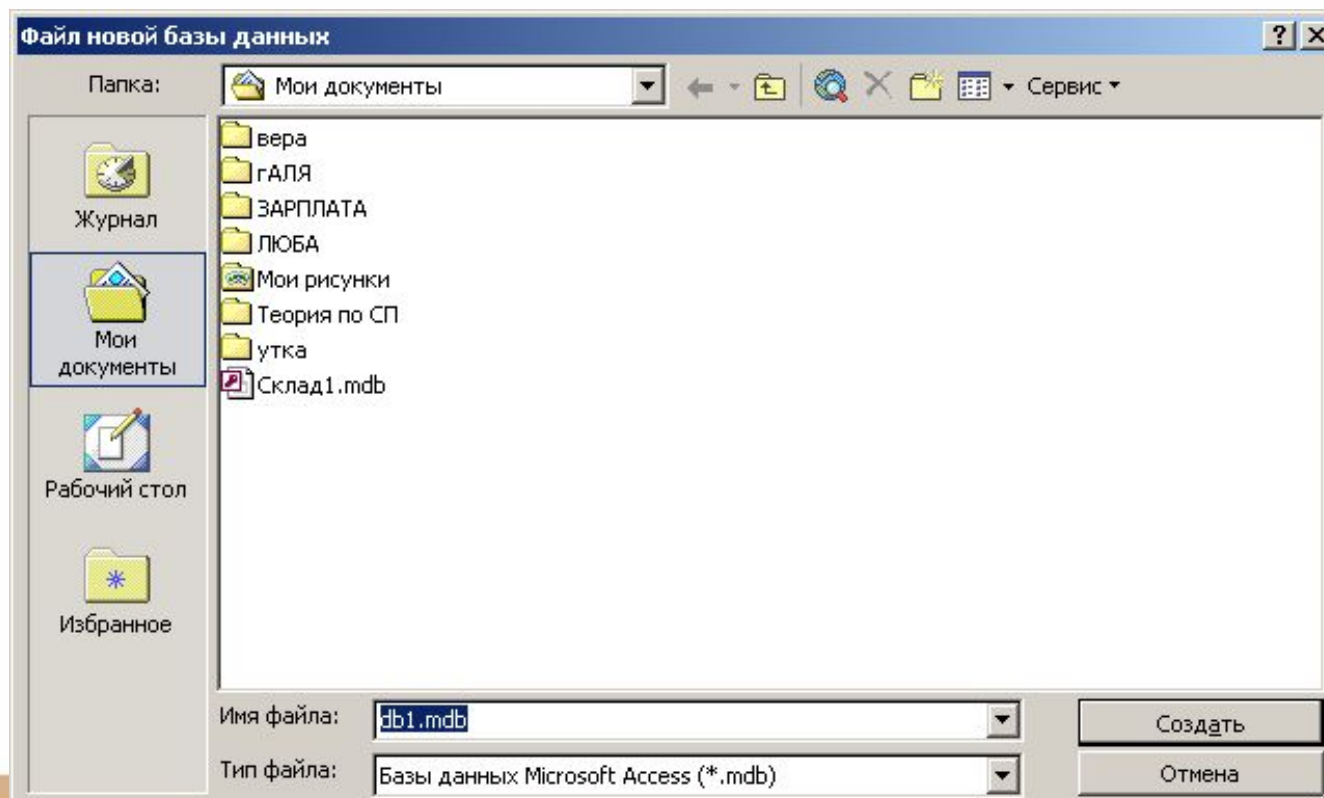 Файл новой базы данных
Папка:
Мои документы
Сервис
Журнал
Мои
документы
Рабочий стол
Избранное
вера
гАЛЯ
ЗАРПЛАТА
ЛЮБА
Мои рисунки
Теория по СП
утка
Склад1.mdb
Имя файла:
db1.mdb
Создать
Тип файла:
Базы данных Microsoft Access (*.mdb)
Отмена